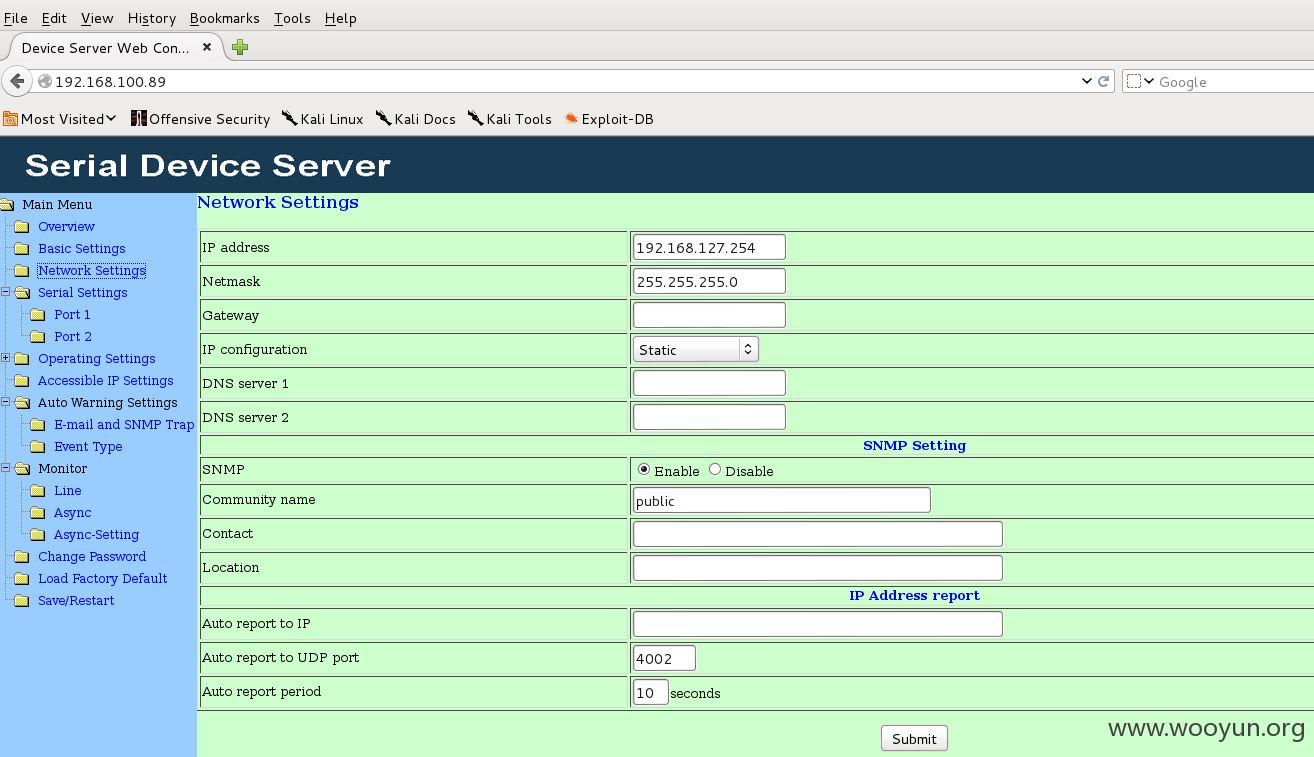 File Edit View History Bookmarks Tools Help
Device Server Web Con...
192.168.100.89
Google
Most Visited
Offensive Security
Kali Linux
Kali Docs
Kali Tools
Exploit-DB
Serial Device Server
Main Menu
Overview
Basic Settings
Network Settings
Serial Settings
Port 1
Port 2
Operating Settings
Accessible IP Settings
Auto Warning Settings
E-mail and SNMP Trap
Event Type
Monitor
Line
Async
Async-Setting
Change Password
Load Factory Default
Save/Restart
Network Settings
IP address 192.168.127.254
Netmask 255.255.255.0
Gateway
IP configuration Static
DNS server 1
DNS server 2
SNMP Setting
SNMP Enable Disable
Community name public
Contact
Location
IP Address report
Auto report to IP
Auto report to UDP port 4002
Auto report period 10 seconds
Submit
www.wooyun.org